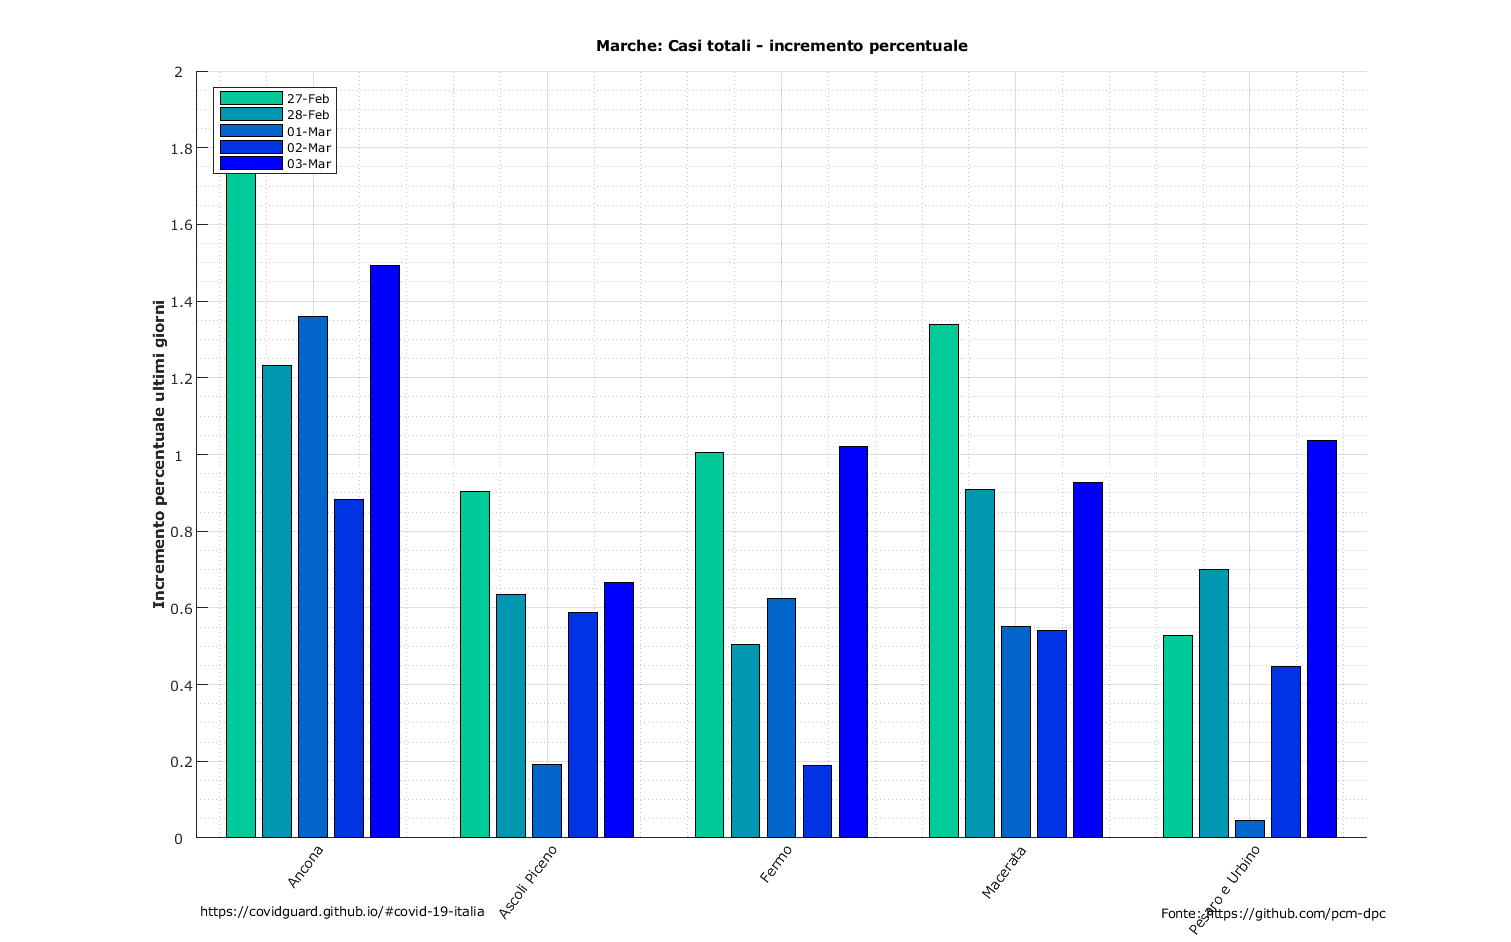 Marche: Casi totali - incremento percentuale
Incremento percentuale ultimi giorni
2
1.8
1.6
1.4
1.2
1
0.8
0.6
0.4
0.2
0
27-Feb
28-Feb
01-Mar
02-Mar
03-Mar
Ancona
Ascoli Piceno
Fermo
Macerata
Pesaro e Urbino
https://covidguard.github.io/#covid-19-italia
Fonte: https://github.com/pcm-dpc